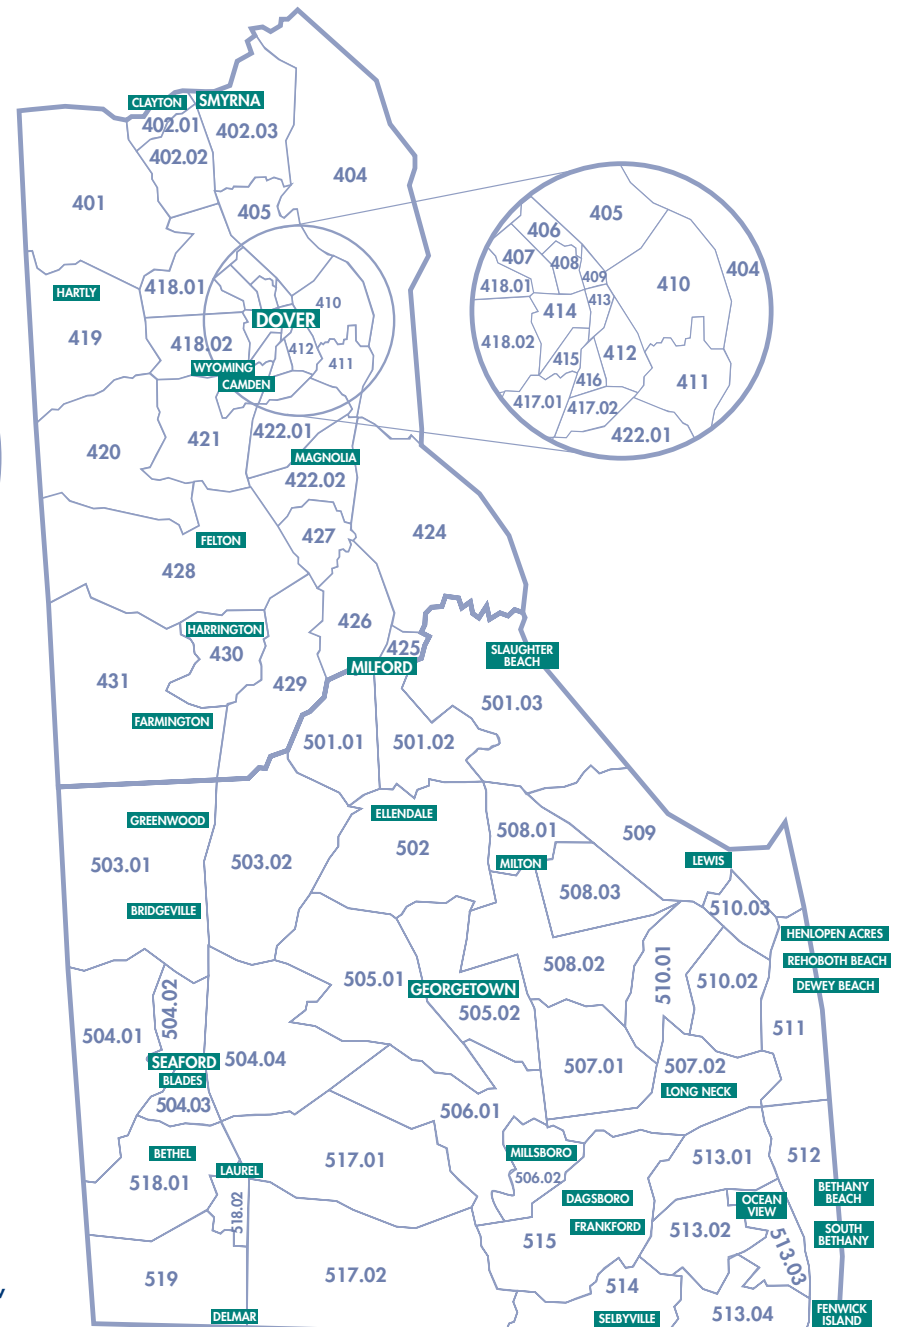 CLAYTON
SMYRNA
402.01
402.03
402.02
404
401
405
405
406
407
408
404
409
410
418.01
413
414
418.02
412
415
416
411
417.01
417.02
422.01
HARTLY
418.01
410
DOVER
419
418.02
412
411
WYOMING
CAMDEN
420
421
422.01
MAGNOLIA
422.02
427
424
FELTON
428
426
HARRINGTON
425
430
MILFORD
SLAUGHTER
BEACH
431
429
501.03
FARMINGTON
501.01
501.02
GREENWOOD
ELLENDALE
503.01
503.02
502
508.01
509
MILTON
LEWIS
508.03
510.03
BRIDGEVILLE
HENLOPEN ACRES
REHOBOTH BEACH
DEWEY BEACH
504.02
505.01
508.02
510.01
510.02
GEORGETOWN
505.02
511
504.01
SEAFORD
504.04
507.01
507.02
BLADES
LONG NECK
504.03
506.01
BETHEL
MILLSBORO
513.01
512
518.01
LAUREL
517.01
506.02
BETHANY
BEACH
518.02
DAGSBORO
OCEAN
VIEW
FRANKFORD
513.02
SOUTH
BETHANY
515
513.03
519
517.02
514
DELMAR
SELBYVILLE
513.04
FENWICK
ISLAND